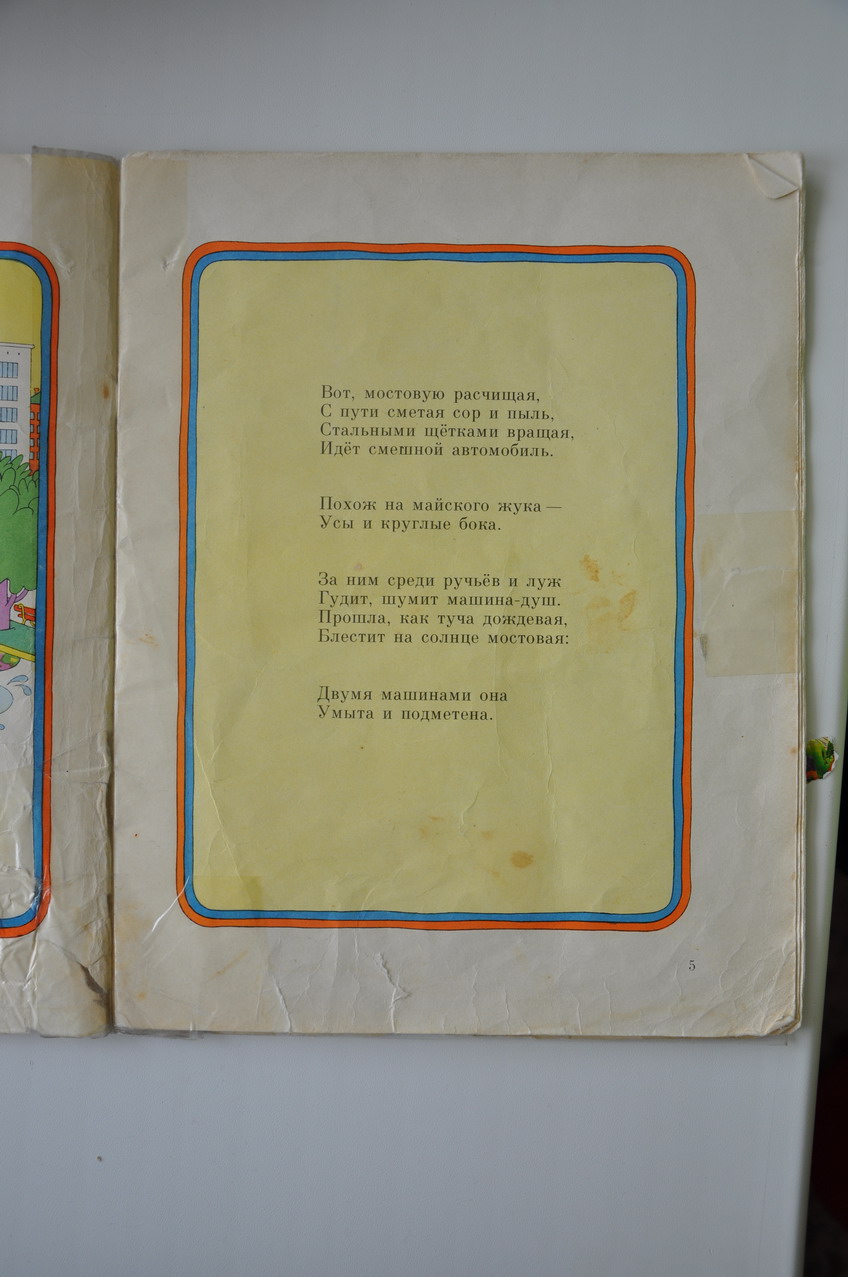 Вот, мостовую расчищая,
С пути сметая сор и пыль,
Стальными щётками вращая,
Идёт смешной автомобиль.
Похож на майского жука —
Усы и круглые бока.
За ним среди ручьёв и луж
Гудит, шумит машина-душ.
Прошла, как туча дождевая,
Блестит на солнце мостовая:
Двумя машинами она
Умыта и подметена.
5